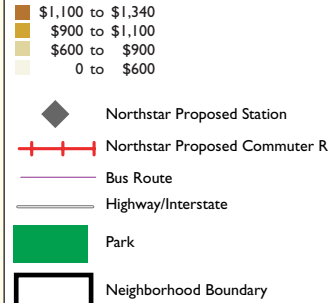 $1,100 to $1,340
$900 to $1,100
$600 to $900
0 to $600
Northstar Proposed Station
Northstar Proposed Commuter R
Bus Route
Highway/Interstate
Park
Neighborhood Boundary